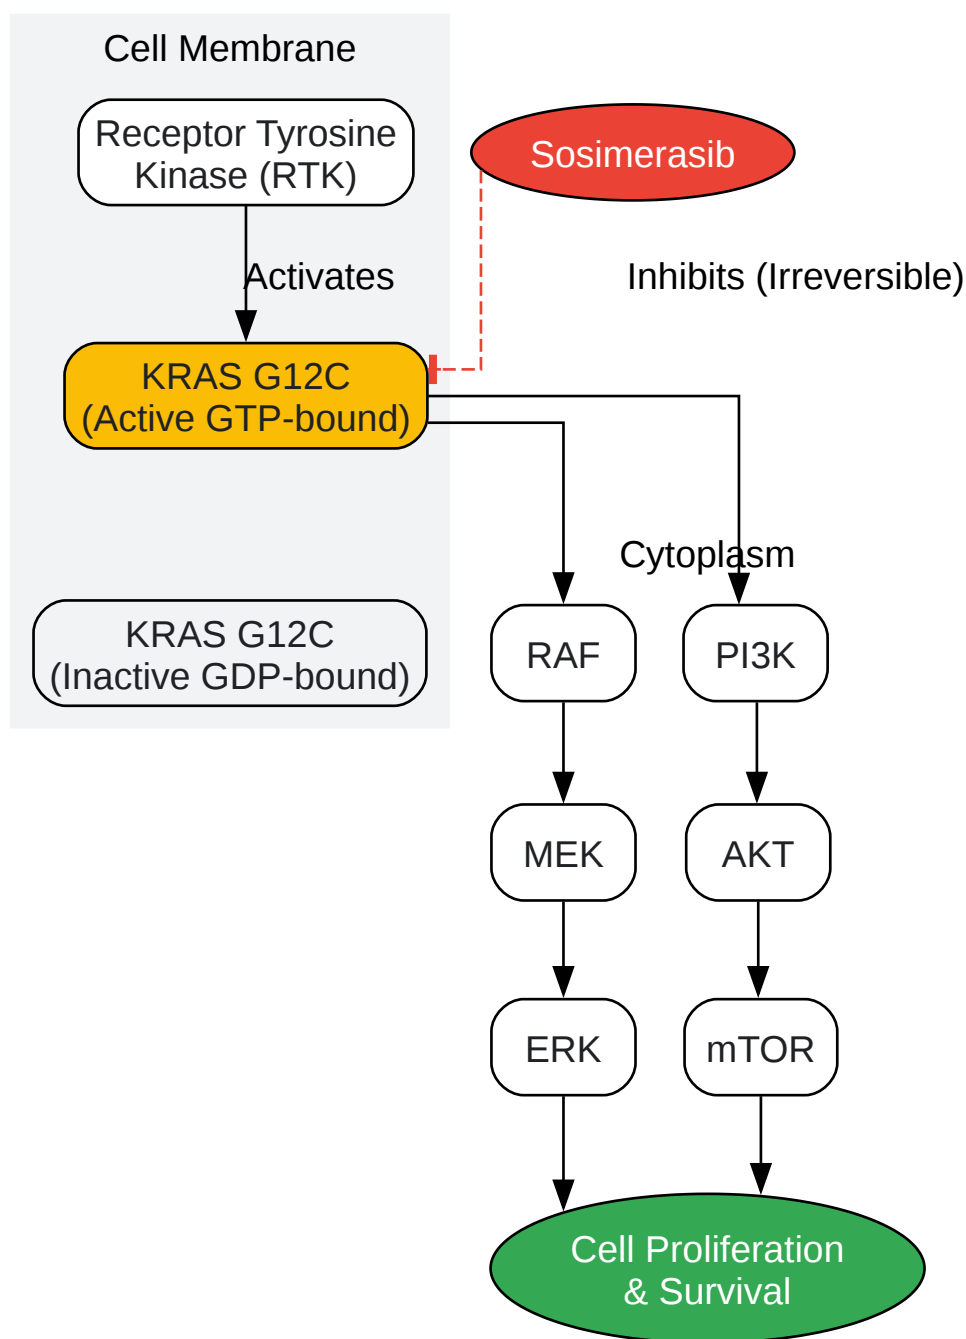 Cell Membrane
Receptor Tyrosine
Kinase (RTK)
Sosimerasib
Activates
Inhibits (Irreversible)
KRAS G12C
(Active GTP-bound)
Cytoplasm
KRAS G12C
(Inactive GDP-bound)
RAF
PI3K
MEK
AKT
ERK
mTOR
Cell Proliferation
& Survival